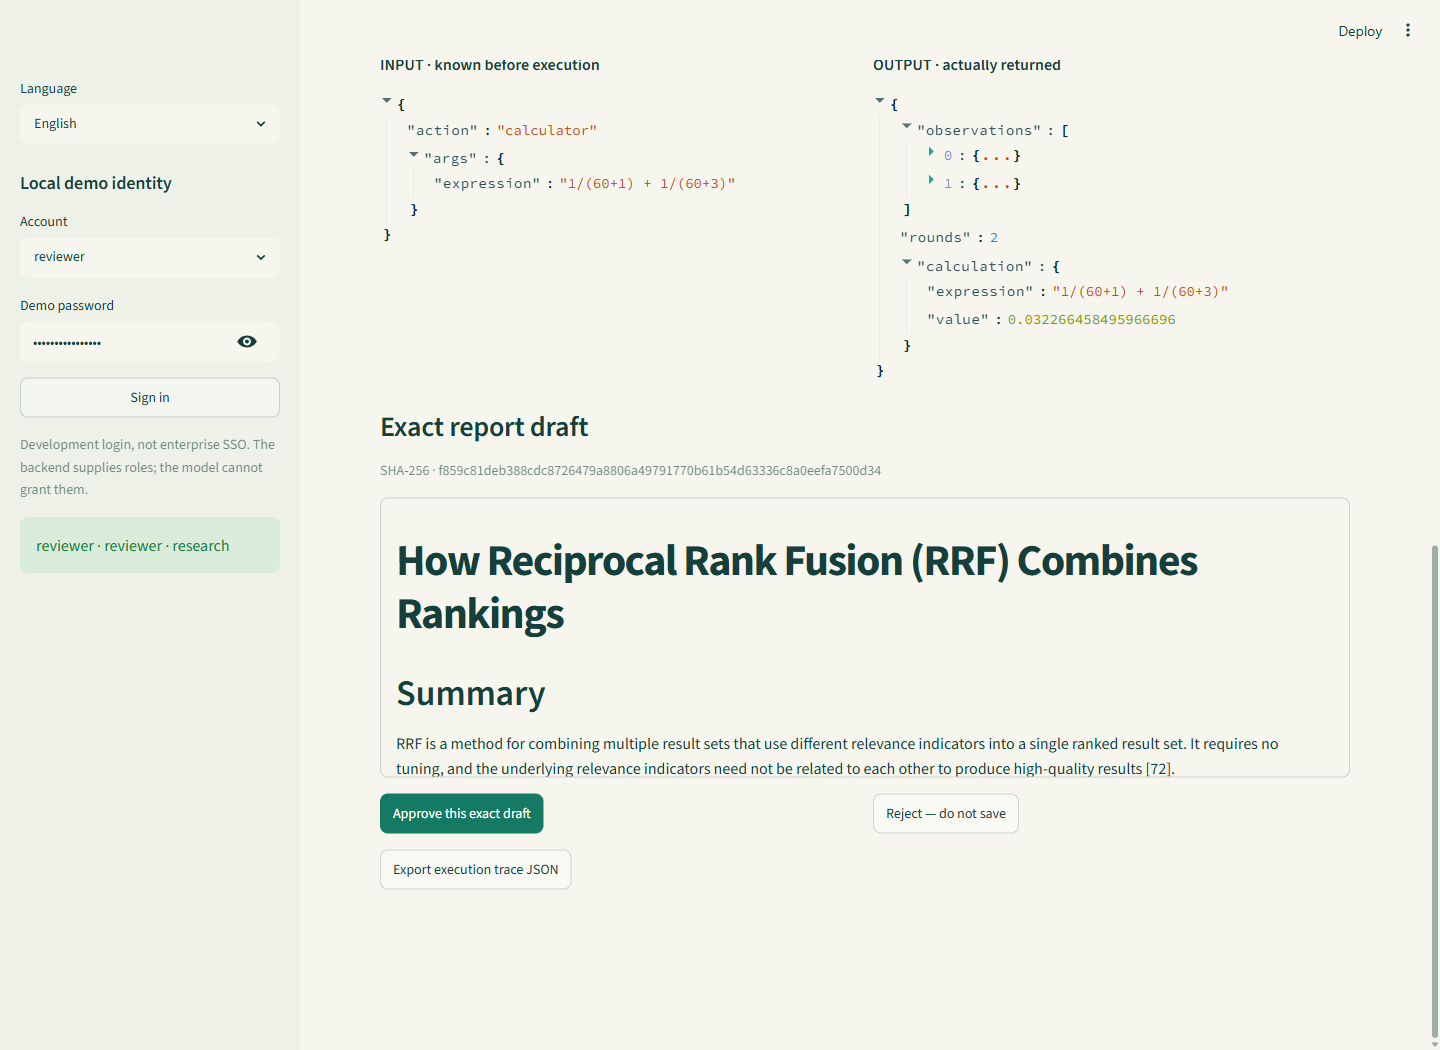 Deploy
Language
English
Local demo identity
Account
reviewer
Demo password
••••••••••••••••
Sign in
Development login, not enterprise SSO. The
backend supplies roles; the model cannot
grant them.
reviewer · reviewer · research
INPUT · known before execution
{
"action" : "calculator"
"args" : {
"expression" : "1/(60+1) + 1/(60+3)"
}
}
OUTPUT · actually returned
{
"observations" : [
0 : {...}
1 : {...}
]
"rounds" : 2
"calculation" : {
"expression" : "1/(60+1) + 1/(60+3)"
"value" : 0.032266458495966696
}
}
Exact report draft
SHA-256 · f859c81deb388cdc8726479a8806a49791770b61b54d63336c8a0eefa7500d34
How Reciprocal Rank Fusion (RRF) Combines
Rankings
Summary
RRF is a method for combining multiple result sets that use different relevance indicators into a single ranked result set. It requires no
tuning, and the underlying relevance indicators need not be related to each other to produce high-quality results [72].
Approve this exact draft
Reject — do not save
Export execution trace JSON